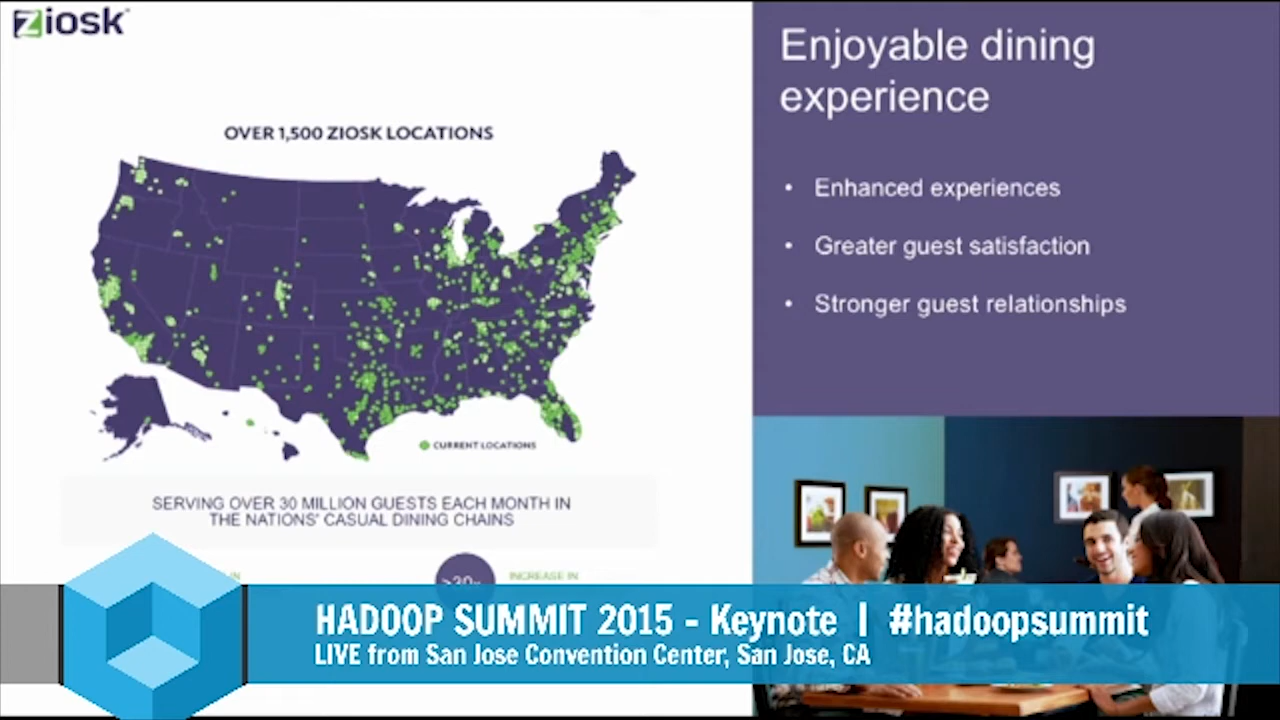 ziosk
OVER 1,500 ZIOSK LOCATIONS
CURRENT LOCATIONS
SERVING OVER 30 MILLION GUESTS EACH MONTH IN
THE NATIONS' CASUAL DINING CHAINS
INCREASE IN
Enjoyable dining
experience
• Enhanced experiences
• Greater guest satisfaction
• Stronger guest relationships
HADOOP SUMMIT 2015 - Keynote | #hadoopsummit
LIVE from San Jose Convention Center, San Jose, CA